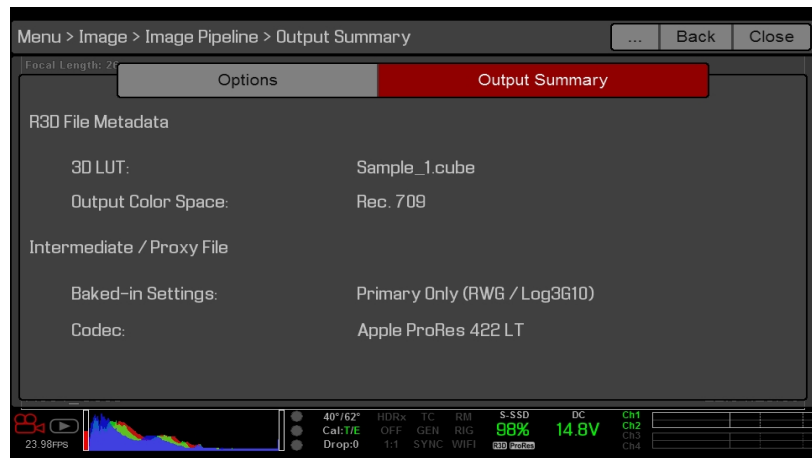 Menu > Image > Image Pipeline > Output Summary ... Back Close
Focal Length: 26
Options Output Summary
R3D File Metadata
3D LUT: Sample_1.cube
Output Color Space: Rec. 709
Intermediate / Proxy File
Baked-in Settings: Primary Only (RWG / Log3G10)
Codec: Apple ProRes 422 LT
40°/62° HDRx TC RM S-SSD DC Ch1
Cal:T/E OFF GEN RIG 98% 14.8V Ch2
23.98FPS Drop:0 1:1 SYNC WIFI R3D ProRes Ch3
Ch4